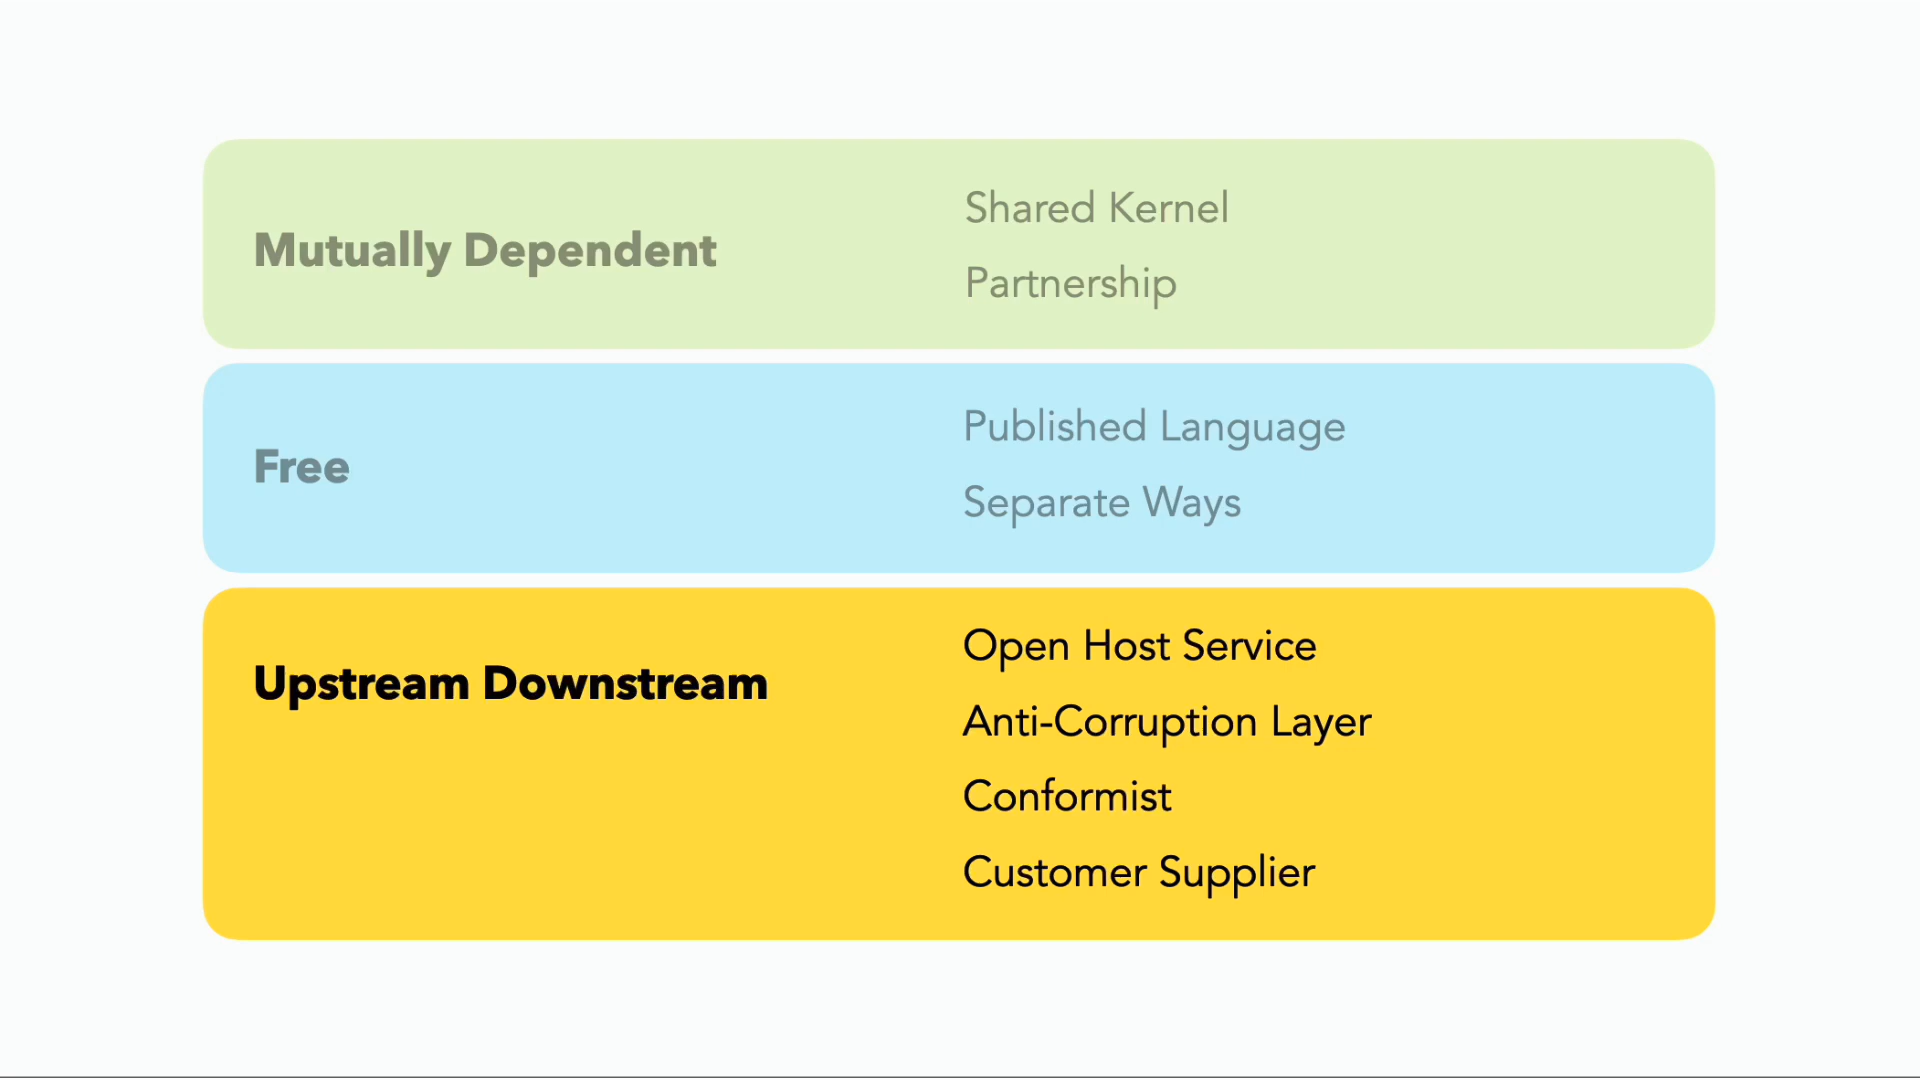 Mutually Dependent
Shared Kernel
Partnership
Free
Published Language
Separate Ways
Upstream Downstream
Open Host Service
Anti-Corruption Layer
Conformist
Customer Supplier